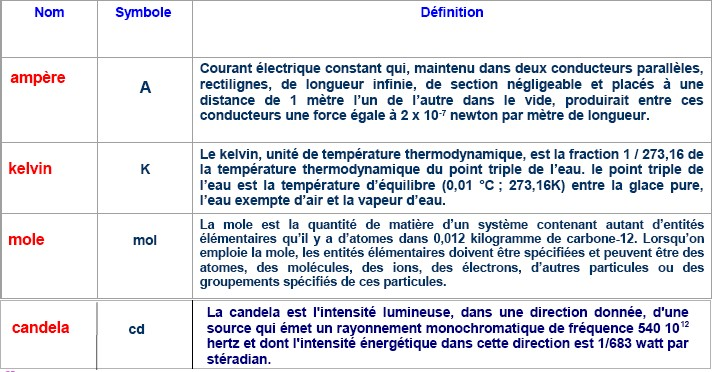 Nom Symbole Définition
ampère A Courant électrique constant qui, maintenu dans deux conducteurs parallèles,
rectilignes, de longueur infinie, de section négligeable et placés à une
distance de 1 mètre l’un de l’autre dans le vide, produirait entre ces
conducteurs une force égale à 2 x 10⁻⁷ newton par mètre de longueur.
kelvin K Le kelvin, unité de température thermodynamique, est la fraction 1 / 273,16 de
la température thermodynamique du point triple de l’eau. le point triple de
l’eau est la température d’équilibre (0,01 °C ; 273,16K) entre la glace pure,
l’eau exempte d’air et la vapeur d’eau.
mole mol La mole est la quantité de matière d’un système contenant autant d’entités
élémentaires qu’il y a d’atomes dans 0,012 kilogramme de carbone-12. Lorsqu’on
emploie la mole, les entités élémentaires doivent être spécifiées et peuvent être des
atomes, des molécules, des ions, des électrons, d’autres particules ou des
groupements spécifiés de ces particules.
candela cd La candela est l'intensité lumineuse, dans une direction donnée, d'une
source qui émet un rayonnement monochromatique de fréquence 540 10¹²
hertz et dont l'intensité énergétique dans cette direction est 1/683 watt par
stéradian.